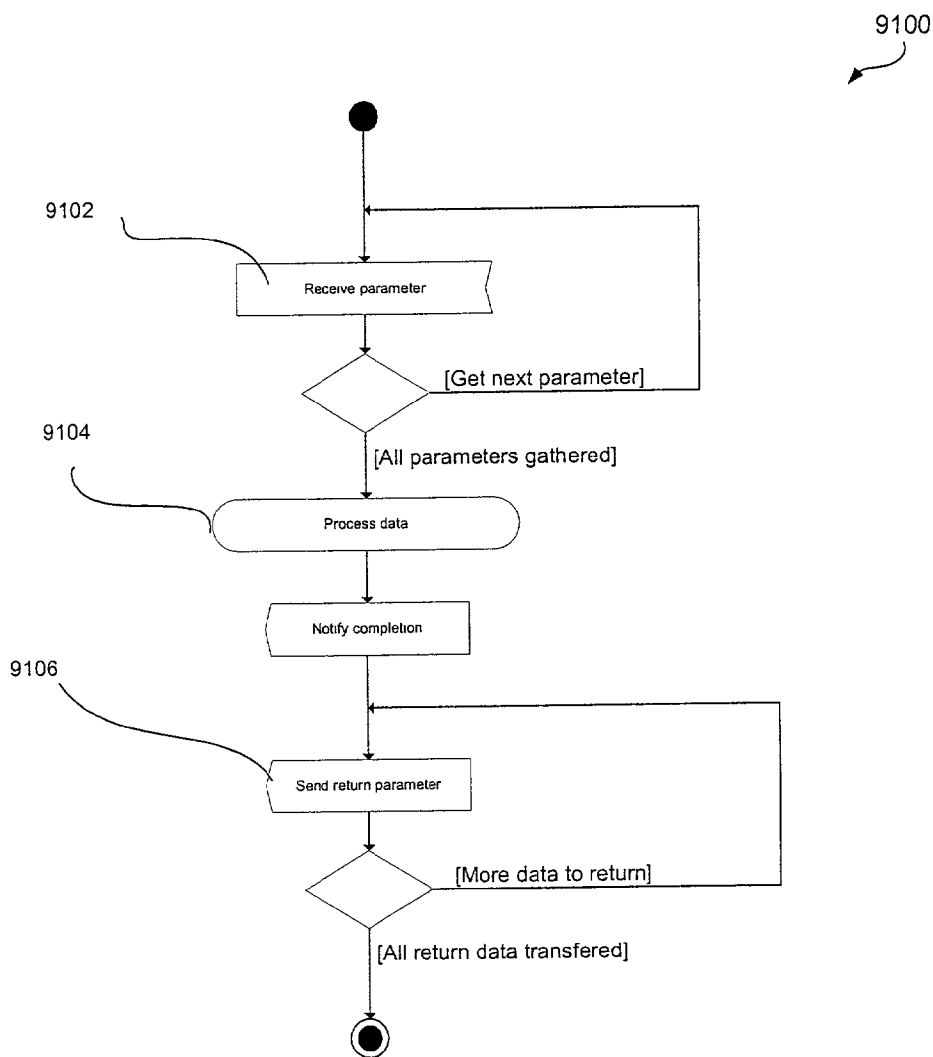 9100
9102
Receive parameter
[Get next parameter]
9104
[All parameters gathered]
Process data
Notify completion
9106
Send return parameter
[More data to return]
[All return data transfered]